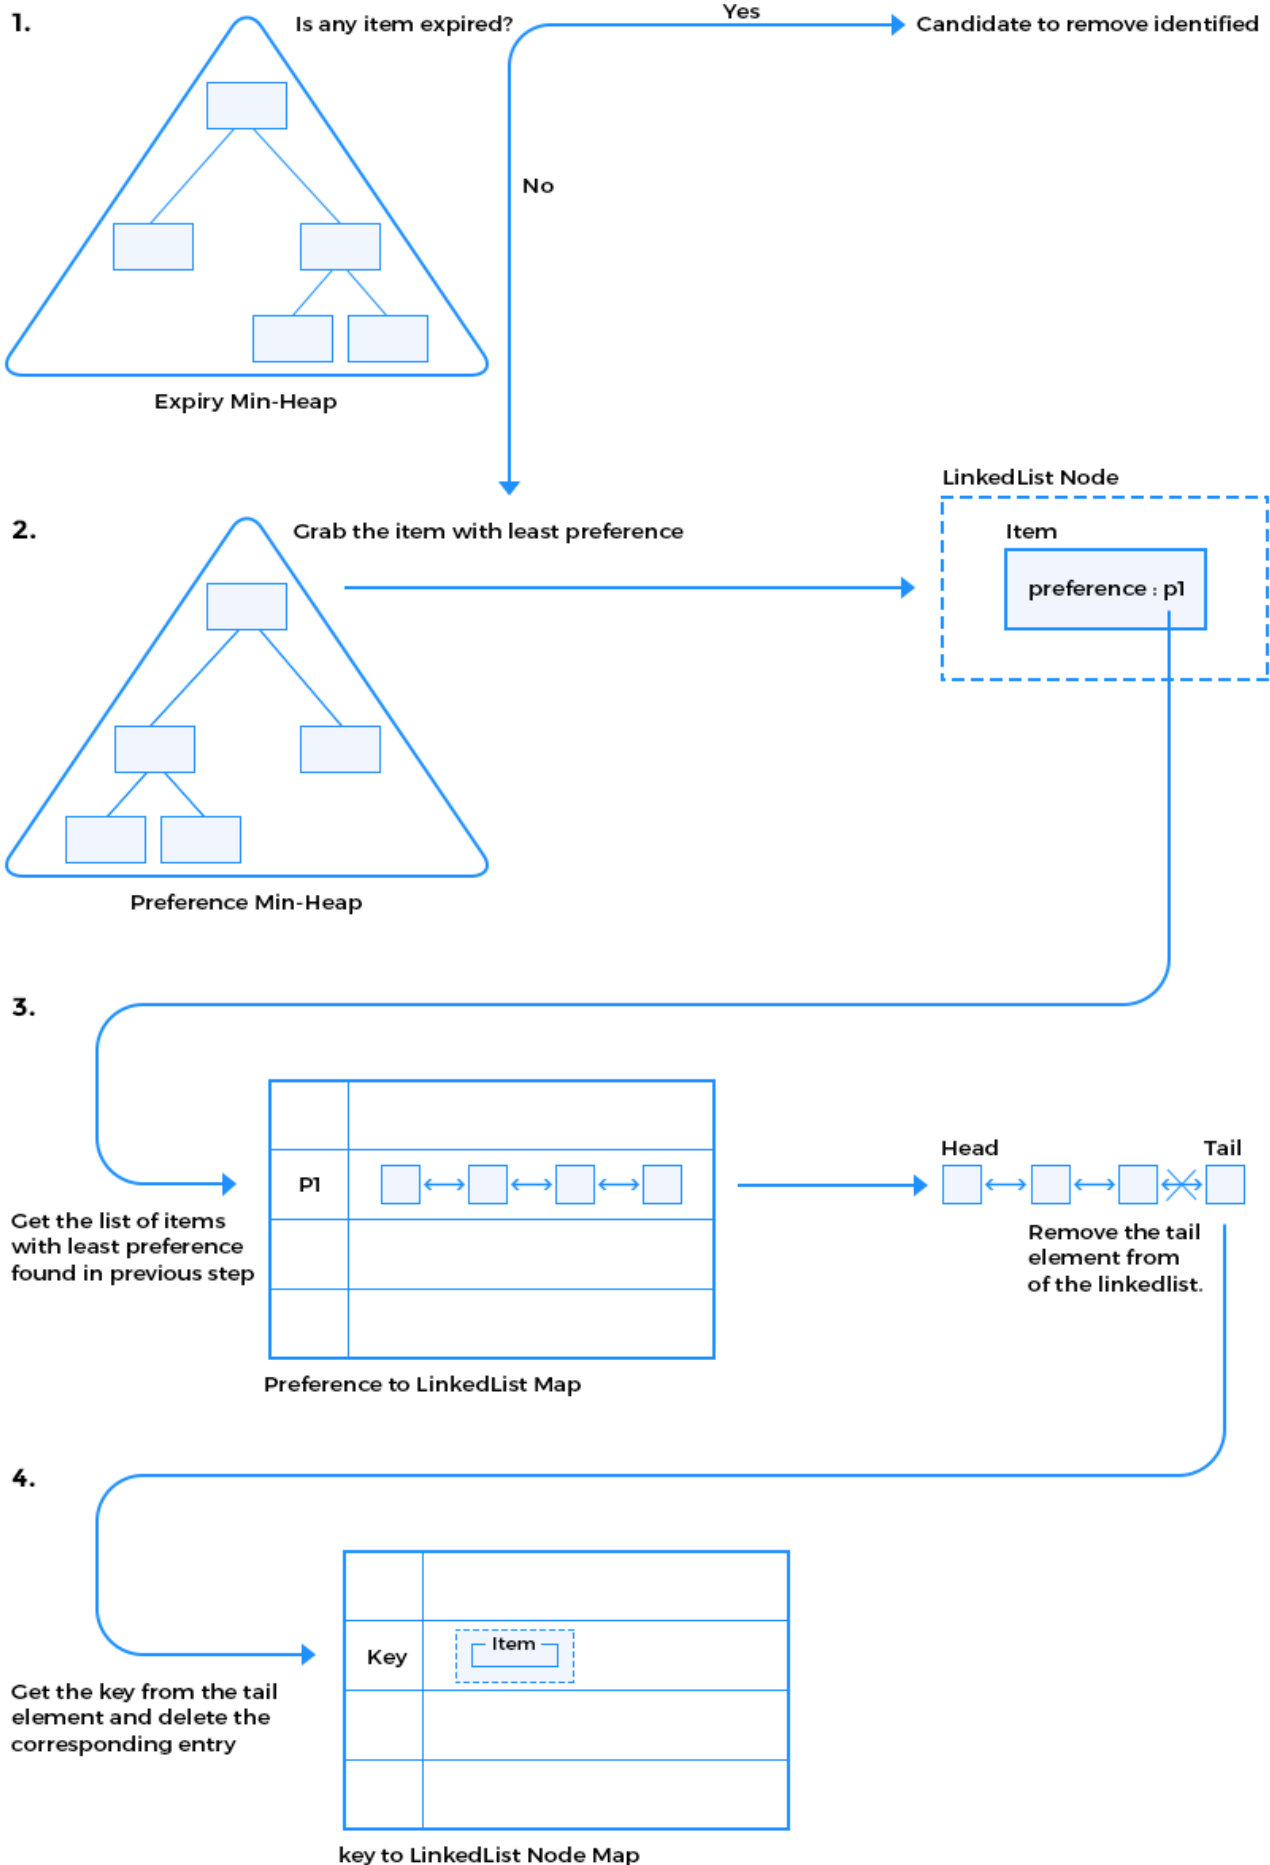 1.
Is any item expired?
Yes
Candidate to remove identified
No
Expiry Min-Heap
LinkedList Node
2.
Grab the item with least preference
Item
preference : p1
Preference Min-Heap
3.
Head
Tail
P1
Get the list of items
with least preference
found in previous step
Remove the tail
element from
of the linkedlist.
Preference to LinkedList Map
4.
Item
Key
Get the key from the tail
element and delete the
corresponding entry
key to LinkedList Node Map